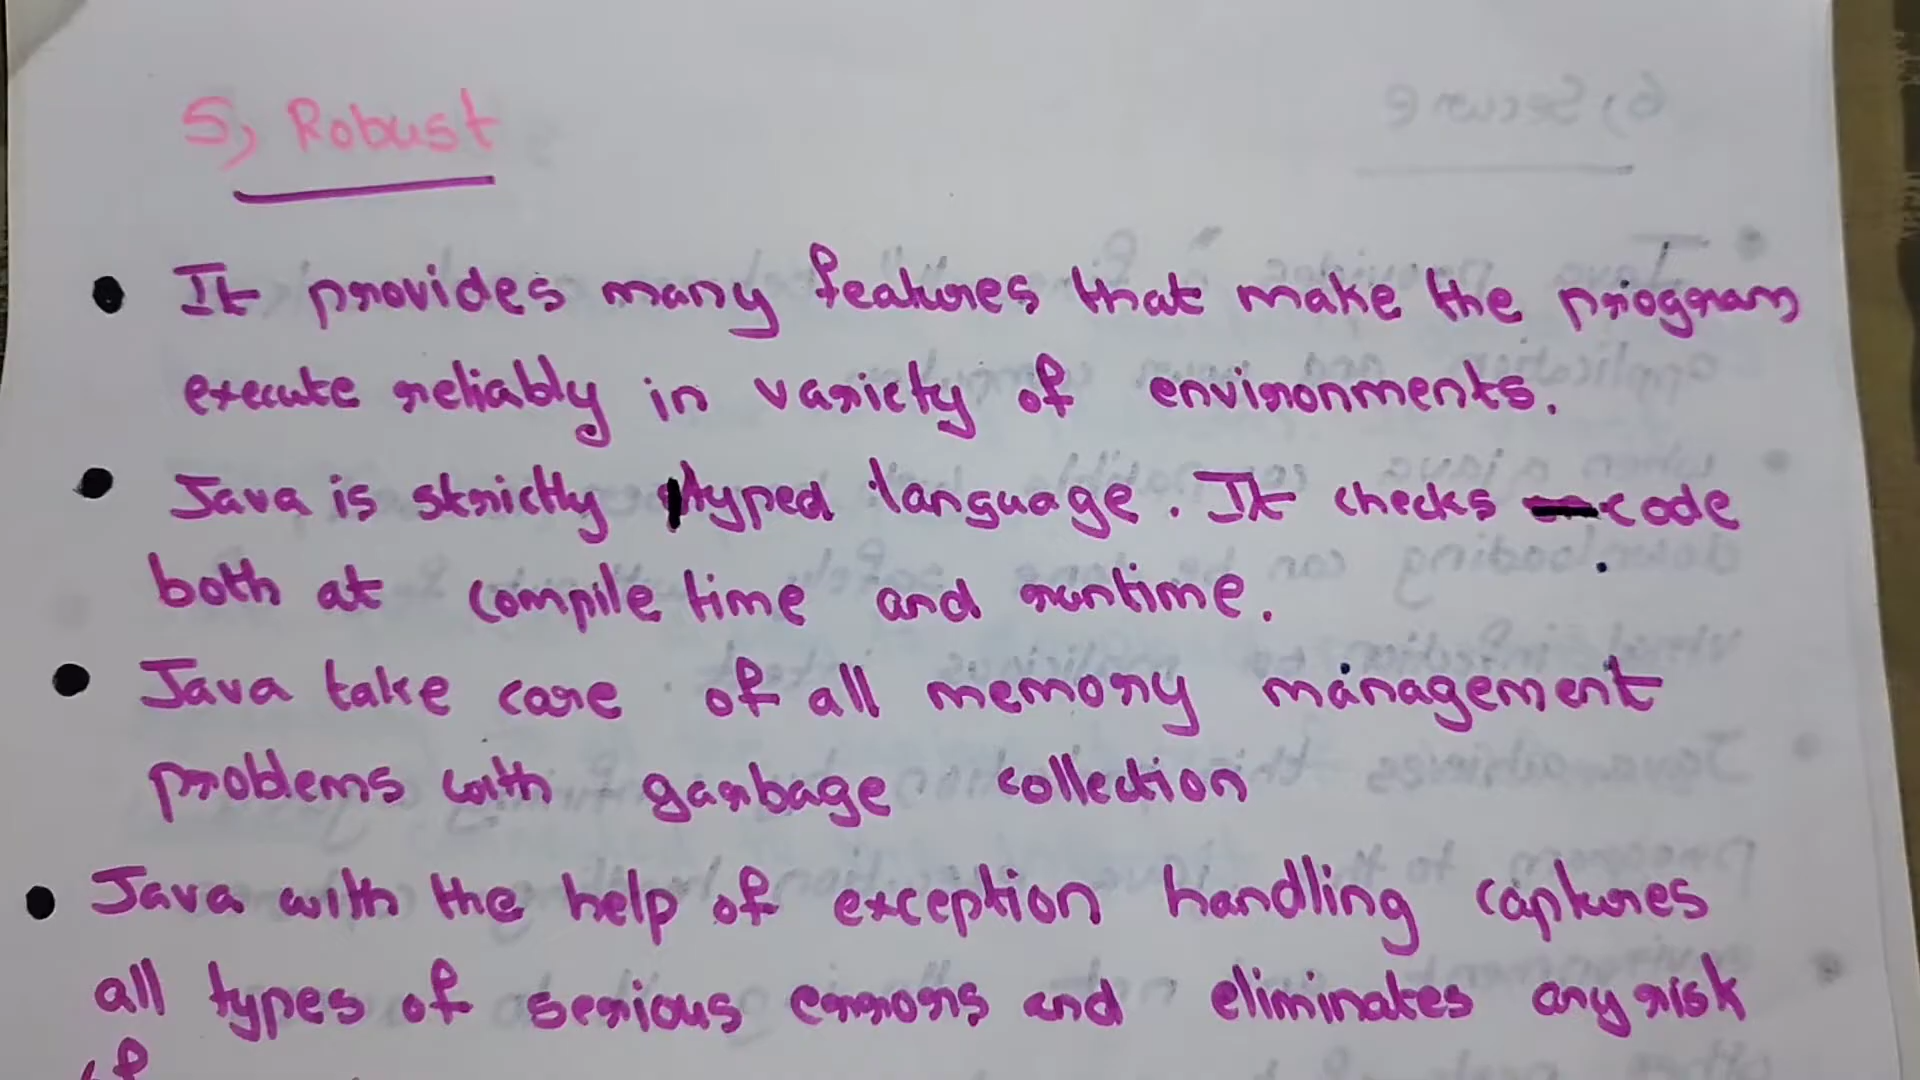 5, Robust
It provides many features that make the program
execute reliably in variety of environments.
Java is strictly typed language. It checks code
both at compile time and runtime.
Java take care of all memory management
problems with garbage collection
Java with the help of exception handling captures
all types of serious errors and eliminates any risk
of